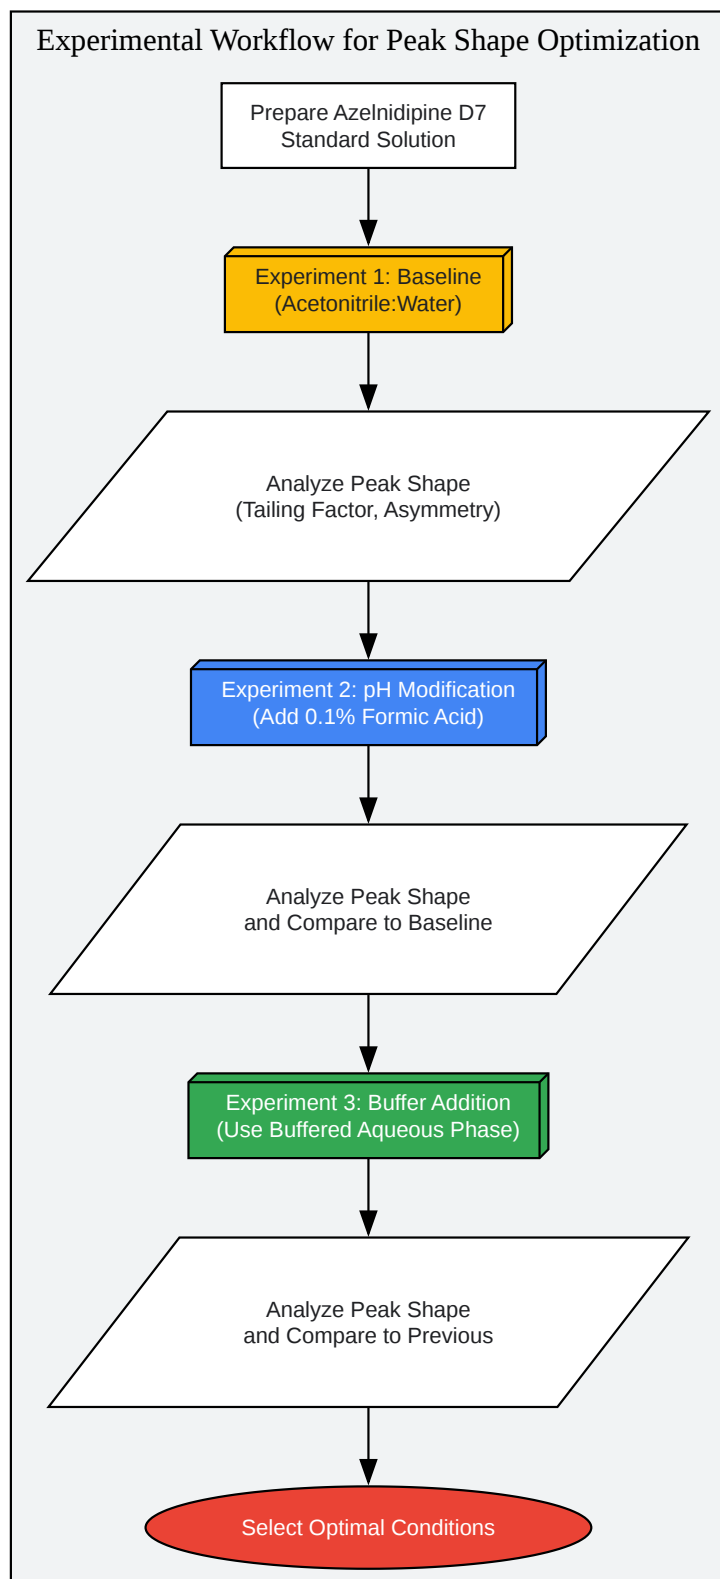 Experimental Workflow for Peak Shape Optimization
Prepare Azelnidipine D7
Standard Solution
Experiment 1: Baseline
(Acetonitrile:Water)
Analyze Peak Shape
(Tailing Factor, Asymmetry)
Experiment 2: pH Modification
(Add 0.1% Formic Acid)
Analyze Peak Shape
and Compare to Baseline
Experiment 3: Buffer Addition
(Use Buffered Aqueous Phase)
Analyze Peak Shape
and Compare to Previous
Select Optimal Conditions